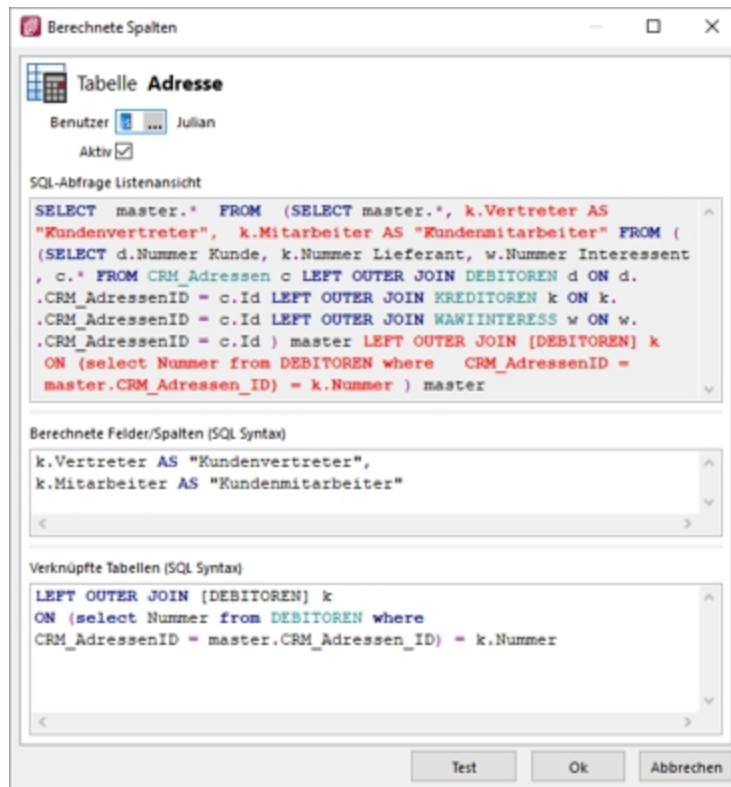 Berechnete Spalten
Tabelle Adresse
Benutzer ... Julian
Aktiv
SQL-Abfrage Listenansicht
SELECT master.* FROM (SELECT master.*, k.Vertreter AS
"Kundenvertreter", k.Mitarbeiter AS "Kundenmitarbeiter" FROM (
(SELECT d.Nummer Kunde, k.Nummer Lieferant, w.Nummer Interessent
, c.* FROM CRM_Adressen c LEFT OUTER JOIN DEBITOREN d ON d.
.CRM_AdressenID = c.Id LEFT OUTER JOIN KREDITOREN k ON k.
.CRM_AdressenID = c.Id LEFT OUTER JOIN WAWIINTERESS w ON w.
.CRM_AdressenID = c.Id ) master LEFT OUTER JOIN [DEBITOREN] k
ON (select Nummer from DEBITOREN where CRM_AdressenID =
master.CRM_Adressen_ID) = k.Nummer ) master
Berechnete Felder/Spalten (SQL Syntax)
k.Vertreter AS "Kundenvertreter",
k.Mitarbeiter AS "Kundenmitarbeiter"
Verknüpfte Tabellen (SQL Syntax)
LEFT OUTER JOIN [DEBITOREN] k
ON (select Nummer from DEBITOREN where
CRM_AdressenID = master.CRM_Adressen_ID) = k.Nummer
Test Ok Abbrechen